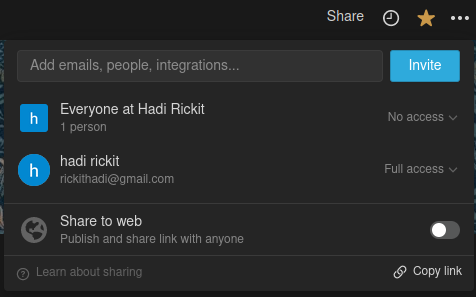 Share
Add emails, people, integrations...
Invite
h
Everyone at Hadi Rickit
1 person
No access
h
hadi rickit
rickithadi@gmail.com
Full access
Share to web
Publish and share link with anyone
? Learn about sharing
Copy link